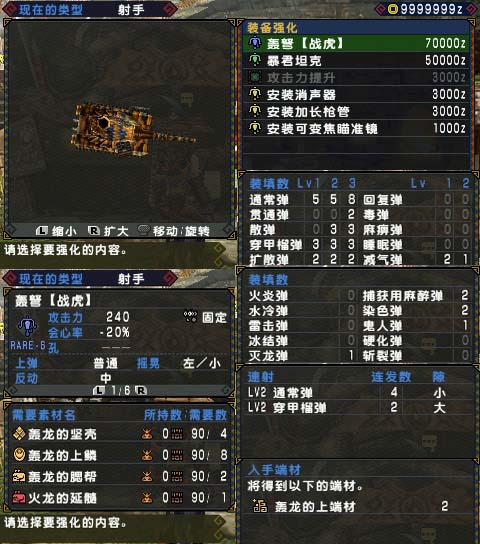 现在的类型 射手
9999999z
装备强化
轰弩【战虎】 70000z
暴君坦克 50000z
攻击力提升 3000z
安装消声器 3000z
安装加长枪管 3000z
安装可变焦瞄准镜 1000z
L 缩小 R 扩大 移动/旋转
请选择要强化的内容。
装填数 Lv1 2 3 - Lv 1 2
通常弹 5 5 8 回复弹 0 0
贯通弹 0 0 2 毒弹 0 0
散弹 0 3 3 麻痹弹 0 0
穿甲榴弹 3 3 3 睡眠弹 0 0
扩散弹 2 2 2 减气弹 2 1
现在的类型 射手
轰弩【战虎】
攻击力 240 固定
会心率 -20%
RARE-6 孔 ---
上弹 普通 摇晃 左/小
反动 中
L 1/6 R
装填数
火炎弹 0 捕获用麻醉弹 2
水冷弹 0 染色弹 2
雷击弹 0 鬼人弹 1
冰结弹 0 硬化弹 0
灭龙弹 1 斩裂弹 0
连射 连发数 隙
LV2 通常弹 4 小
LV2 穿甲榴弹 2 大
需要素材名 所持数 需要数
轰龙的坚壳 0 90/ 4
轰龙的上鳞 0 90/ 8
轰龙的腮帮 0 90/ 2
火龙的延髓 0 90/ 1
入手端材
将得到以下的端材。
轰龙的上端材 2
请选择要强化的内容。